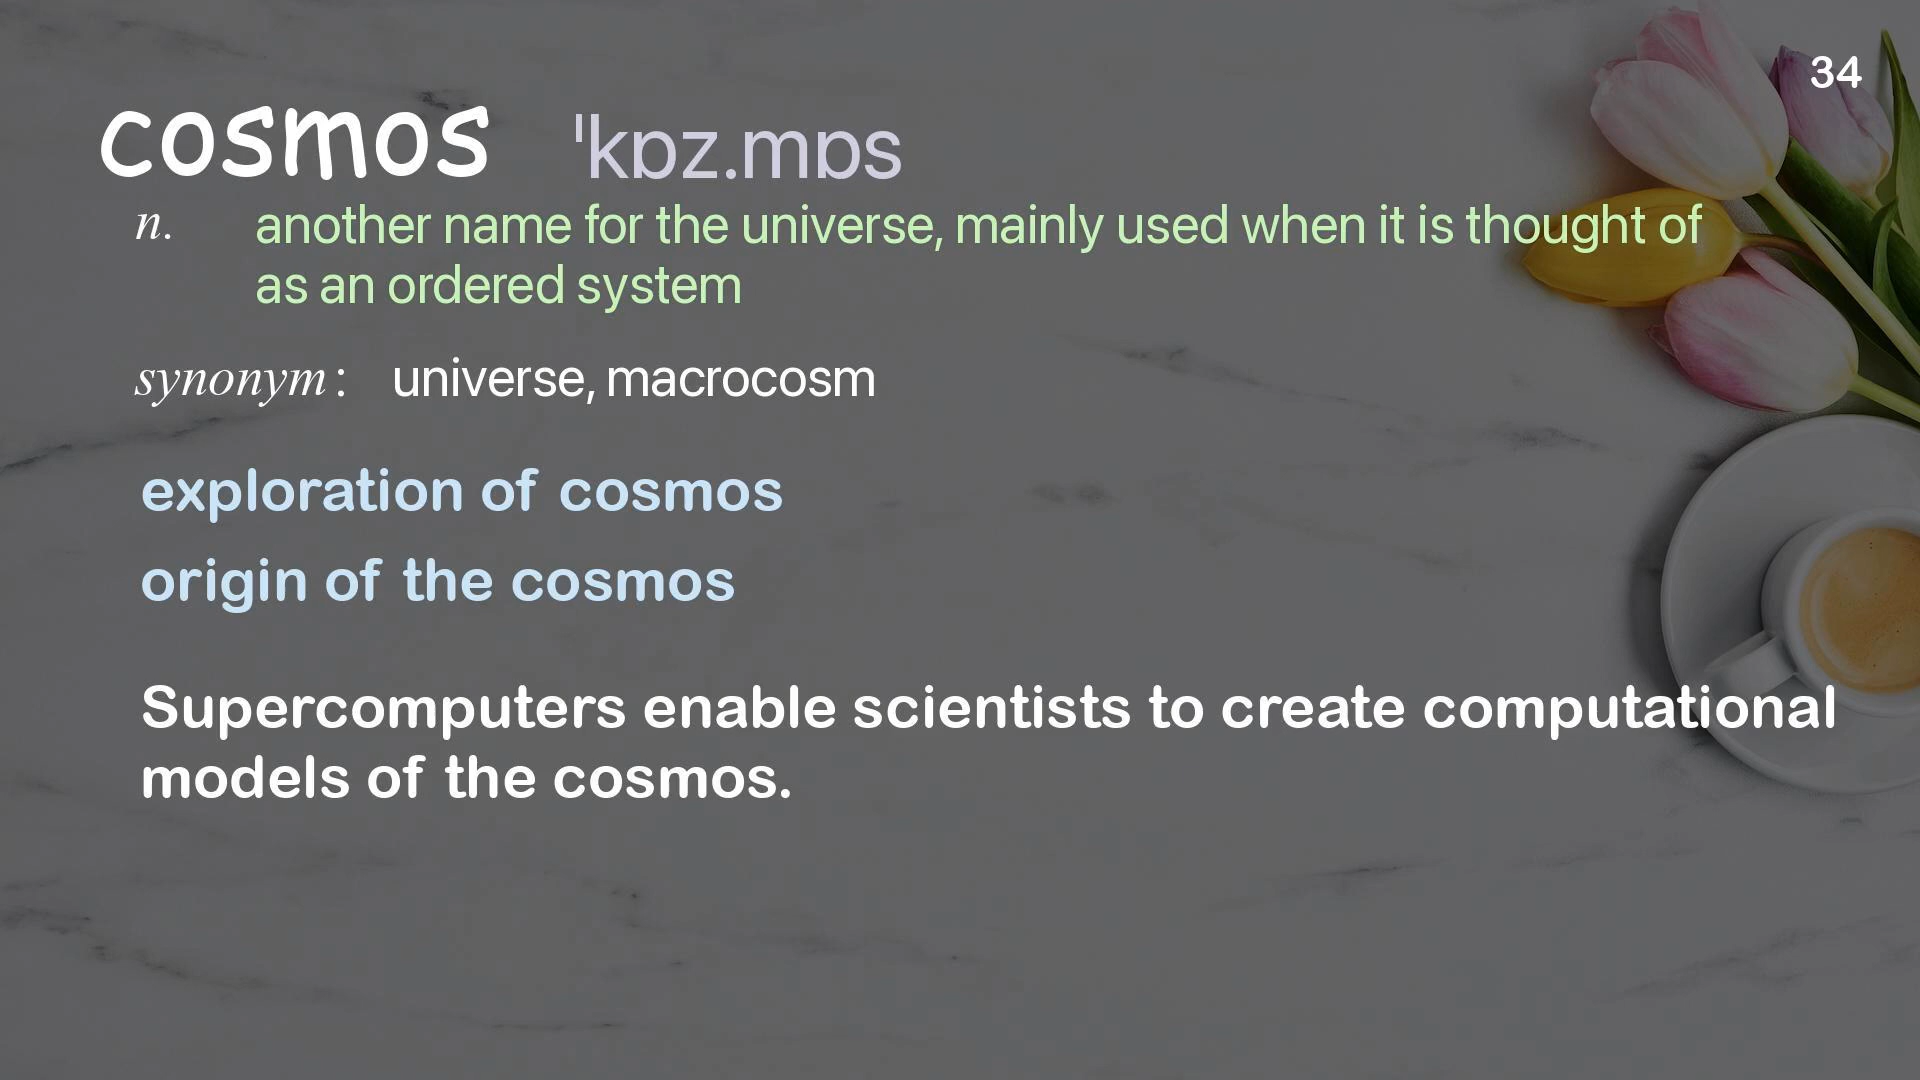 34
cosmos ˈkɒz.mɒs
n. another name for the universe, mainly used when it is thought of
as an ordered system
synonym: universe, macrocosm
exploration of cosmos
origin of the cosmos
Supercomputers enable scientists to create computational
models of the cosmos.